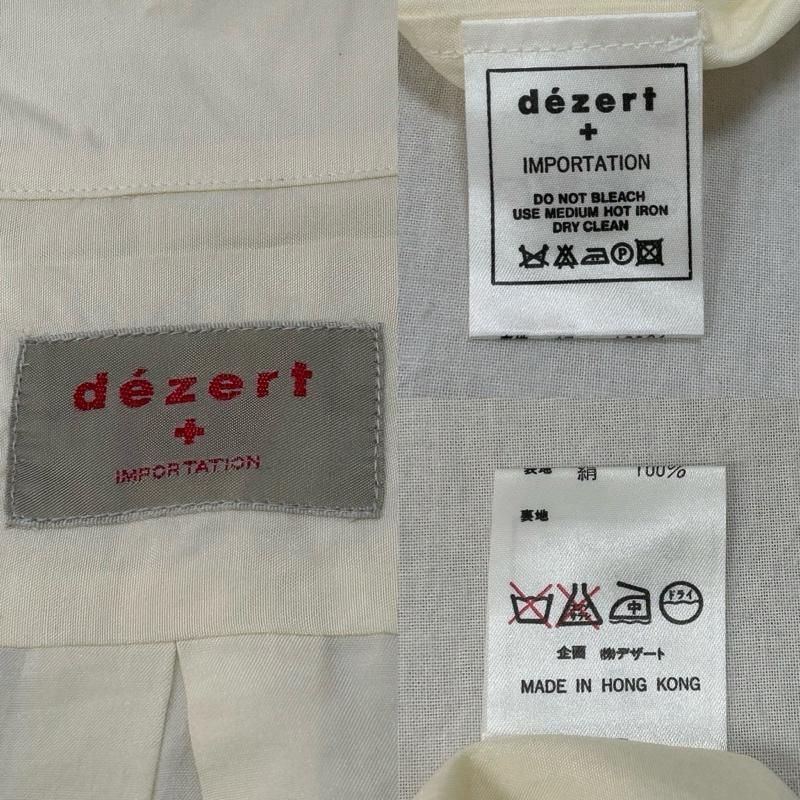 dézert
+
IMPORTATION
dézert
+
IMPORTATION
DO NOT BLEACH
USE MEDIUM HOT IRON
DRY CLEAN
P
表地 絹 100%
裏地
中 ドライ
企画 ㈱デザート
MADE IN HONG KONG